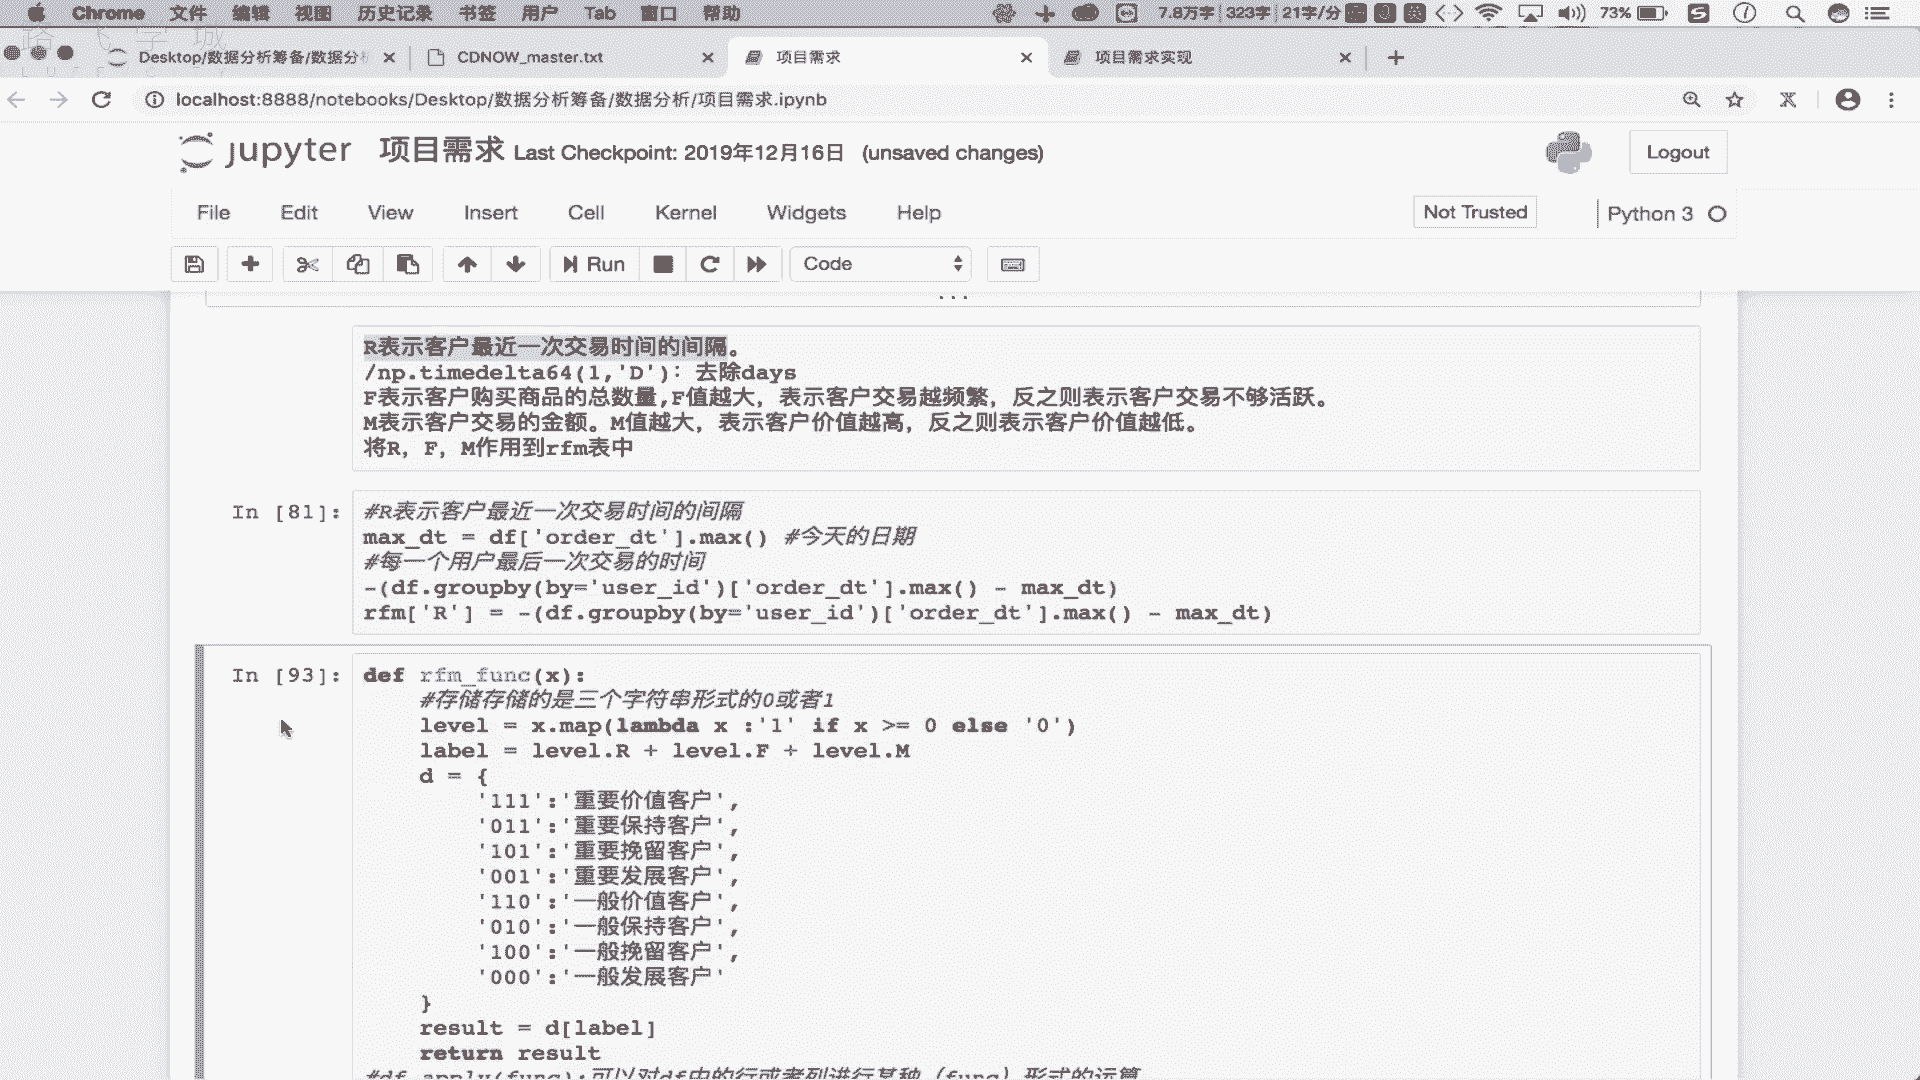 Chrome 文件 编辑 视图 历史记录 书签 用户 Tab 窗口 帮助 7.8万字 323字 21字/分 73%
Desktop/数据分析筹备/数据分析 CDNOW_master.txt 项目需求 项目需求实现
localhost:8888/notebooks/Desktop/数据分析筹备/数据分析/项目需求.ipynb
jupyter 项目需求 Last Checkpoint: 2019年12月16日 (unsaved changes) Logout
File Edit View Insert Cell Kernel Widgets Help Not Trusted Python 3
Run Code
...
R表示客户最近一次交易时间的间隔。
/np.timedelta64(1,'D'): 去除days
F表示客户购买商品的总数量,F值越大，表示客户交易越频繁，反之则表示客户交易不够活跃。
M表示客户交易的金额。M值越大，表示客户价值越高，反之则表示客户价值越低。
将R，F，M作用到rfm表中
In [81]: #R表示客户最近一次交易时间的间隔
max_dt = df['order_dt'].max() #今天的日期
#每一个用户最后一次交易的时间
-(df.groupby(by='user_id')['order_dt'].max() - max_dt)
rfm['R'] = -(df.groupby(by='user_id')['order_dt'].max() - max_dt)
In [93]: def rfm_func(x):
#存储存储的是三个字符串形式的0或者1
level = x.map(lambda x :'1' if x >= 0 else '0')
label = level.R + level.F + level.M
d = {
'111':'重要价值客户',
'011':'重要保持客户',
'101':'重要挽留客户',
'001':'重要发展客户',
'110':'一般价值客户',
'010':'一般保持客户',
'100':'一般挽留客户',
'000':'一般发展客户'
}
result = d[label]
return result
#df.apply(func):可以对df中的行或者列进行某种（func）形式的运算